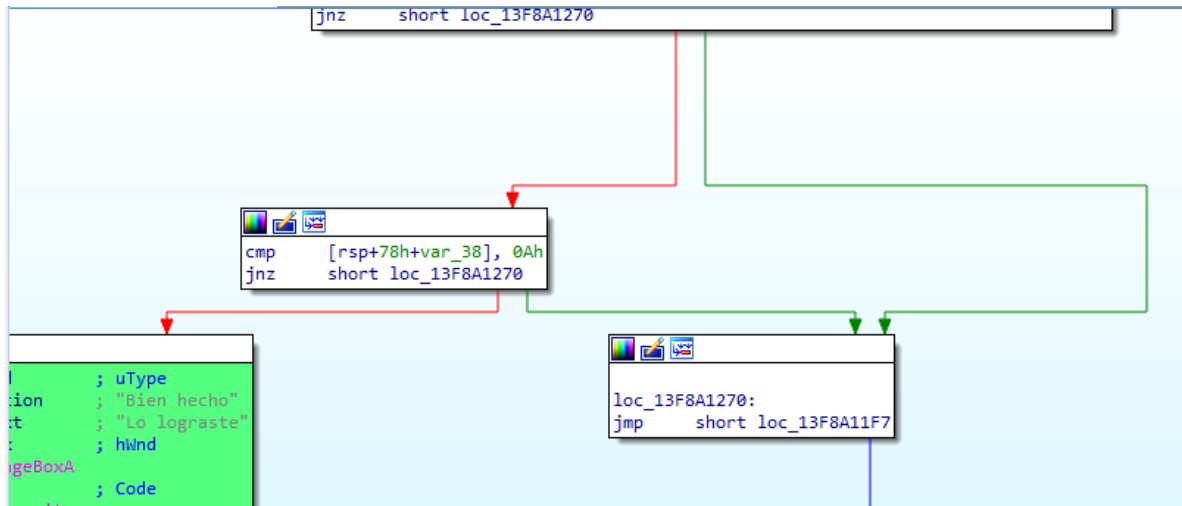 jnz short loc_13F8A1270
cmp [rsp+78h+var_38], 0Ah
jnz short loc_13F8A1270
; uType
; "Bien hecho"
; "Lo lograste"
; hWnd
; Code
loc_13F8A1270:
jmp short loc_13F8A11F7